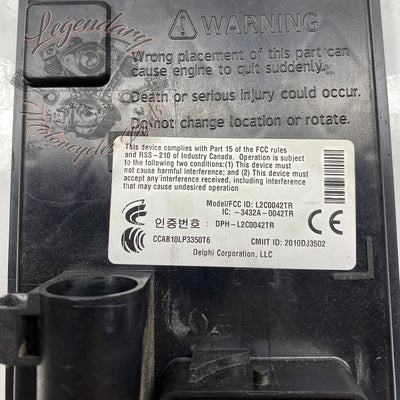 Legendary
Motorcycles
WARNING
Wrong placement of this part can
cause engine to quit suddenly.
Death or serious injury could occur.
Do not change location or rotate.
This device complies with Part 15 of the FCC rules
and RSS-210 of Industry Canada. Operation is subject
to the following two conditions: (1) This device must
not cause harmful interference; and (2) This device must
accept any interference received, including interference
that may cause undesired operation.
Model/FCC ID: L2C0042TR
IC: -3432A-0042TR
인증번호: DPH-L2C0042TR
CCAB10LP3350T6
CMIIT ID: 2010DJ3502
Delphi Corporation, LLC